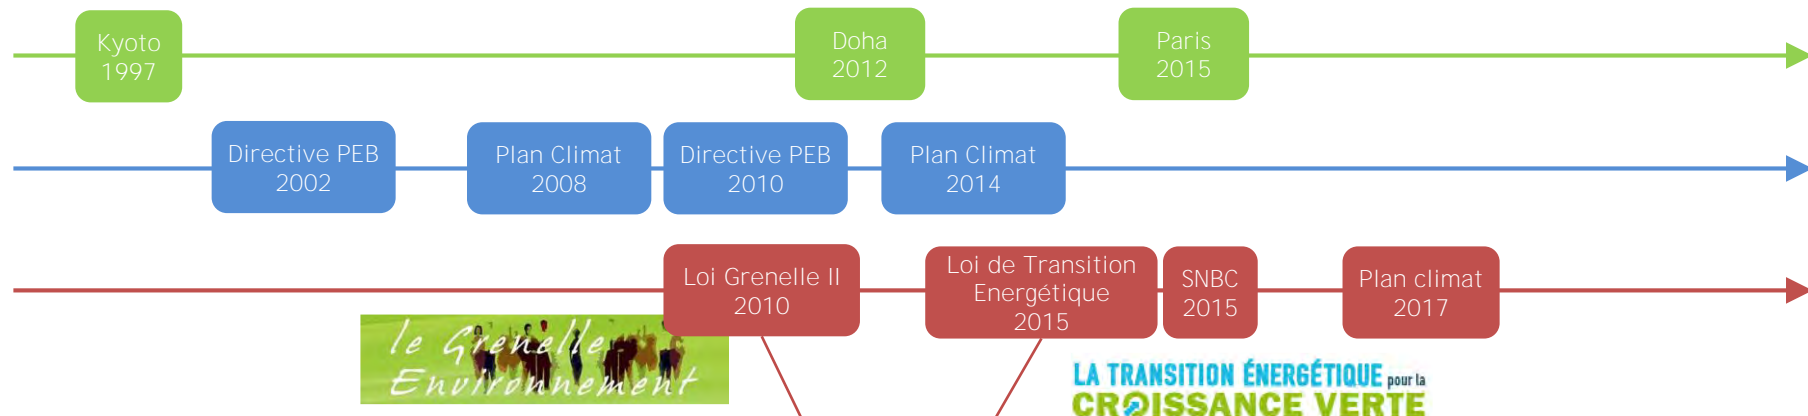 Kyoto
1997
Doha
2012
Paris
2015
Directive PEB
2002
Plan Climat
2008
Directive PEB
2010
Plan Climat
2014
Loi Grenelle II
2010
Loi de Transition
Energétique
2015
SNBC
2015
Plan climat
2017
le Grenelle
Environnement
LA TRANSITION ÉNERGÉTIQUE pour la
CROISSANCE VERTE